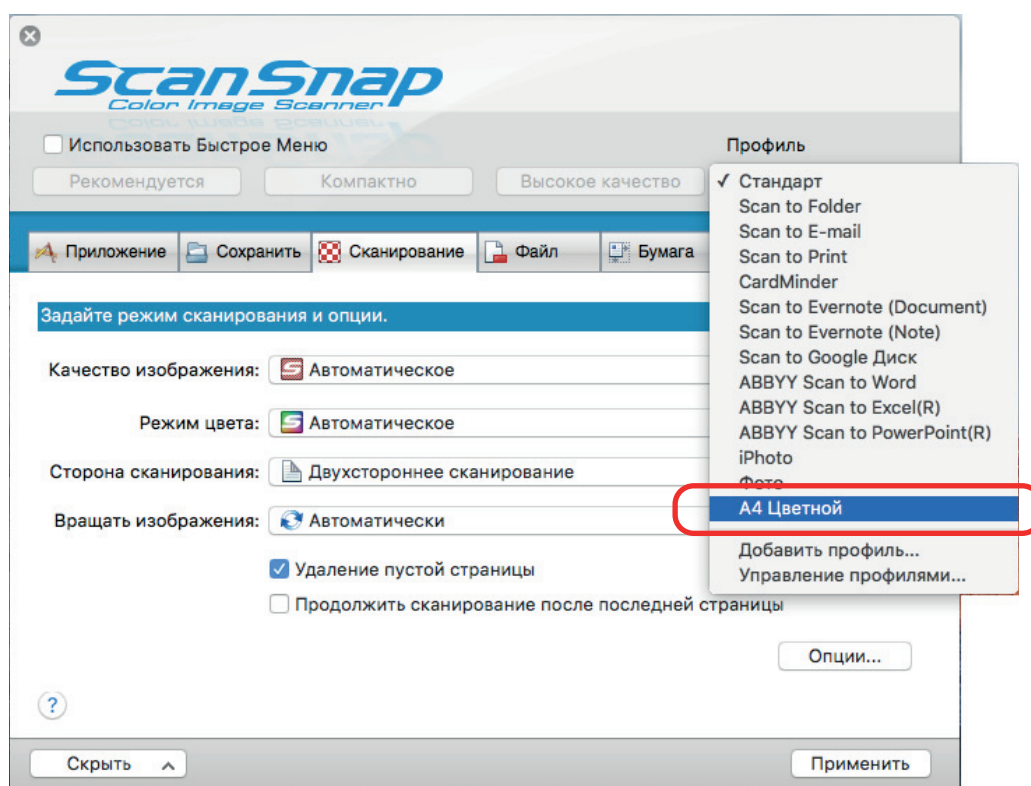 ScanSnap
Color Image Scanner
Использовать Быстрое Меню
Профиль
Рекомендуется
Компактно
Высокое качество
✓ Стандарт
Scan to Folder
Scan to E-mail
Scan to Print
CardMinder
Scan to Evernote (Document)
Scan to Evernote (Note)
Scan to Google Диск
ABBYY Scan to Word
ABBYY Scan to Excel(R)
ABBYY Scan to PowerPoint(R)
iPhoto
Фото
A4 Цветной
Добавить профиль...
Управление профилями...
Приложение
Сохранить
Сканирование
Файл
Бумага
Задайте режим сканирования и опции.
Качество изображения: Автоматическое
Режим цвета: Автоматическое
Сторона сканирования: Двухстороннее сканирование
Вращать изображения: Автоматически
Удаление пустой страницы
Продолжить сканирование после последней страницы
Опции...
?
Скрыть
Применить